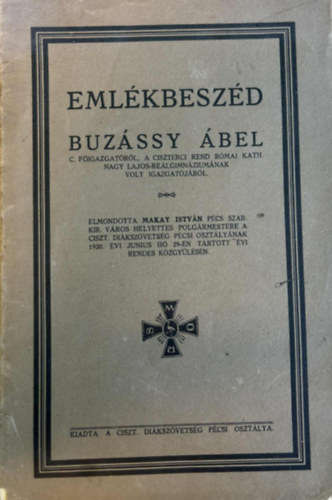 EMLÉKBESZÉD
BUZÁSSY ÁBEL
C. FŐIGAZGATÓRÓL, A CISZTERCI REND RÓMAI KATH.
NAGY LAJOS-REÁLGIMNÁZIUMÁNAK
VOLT IGAZGATÓJÁRÓL.
ELMONDOTTA MAKAY ISTVÁN PÉCS SZAB.
KIR. VÁROS HELYETTES POLGÁRMESTERE A
CISZT. DIÁKSZÖVETSÉG PÉCSI OSZTÁLYÁNAK
1930. ÉVI JUNIUS HÓ 29-ÉN TARTOTT ÉVI
RENDES KÖZGYÜLÉSÉN.
M
S O
R
KIADTA A CISZT. DIÁKSZÖVETSÉG PÉCSI OSZTÁLYA.